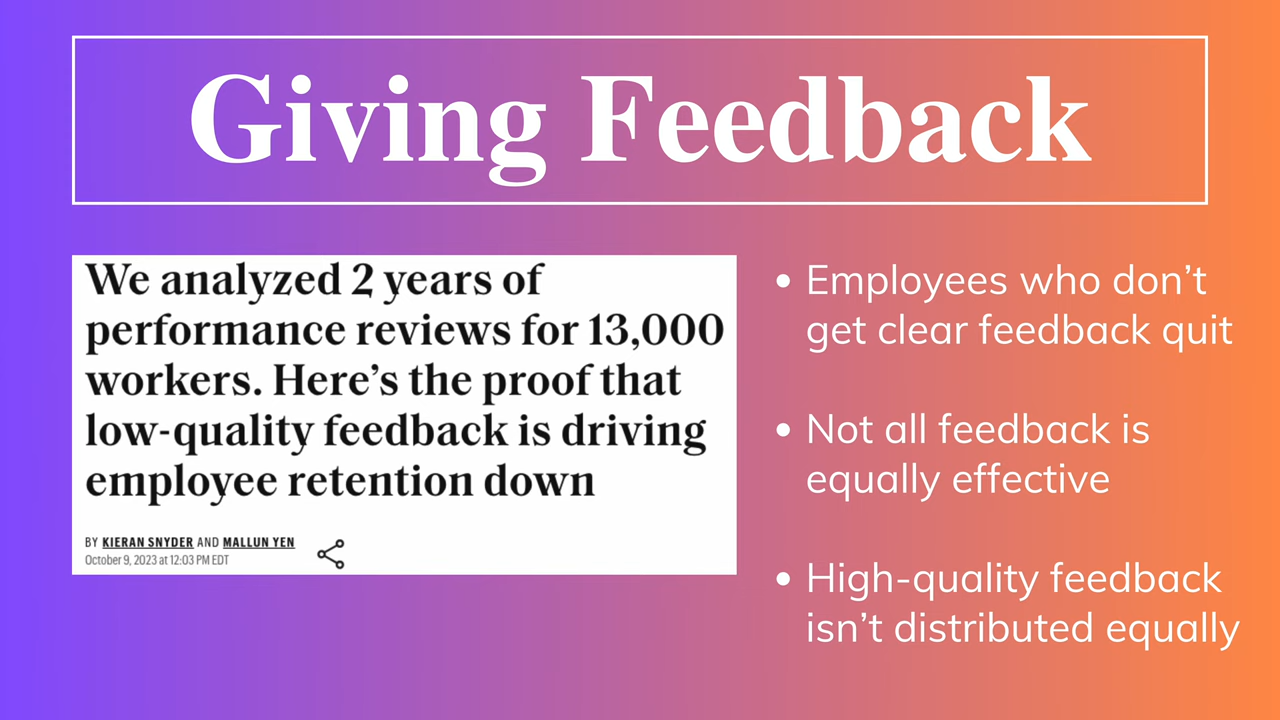 Giving Feedback
We analyzed 2 years of
performance reviews for 13,000
workers. Here’s the proof that
low-quality feedback is driving
employee retention down
BY KIERAN SNYDER AND MALLUN YEN
October 9, 2023 at 12:03 PM EDT
• Employees who don’t
get clear feedback quit
• Not all feedback is
equally effective
• High-quality feedback
isn’t distributed equally